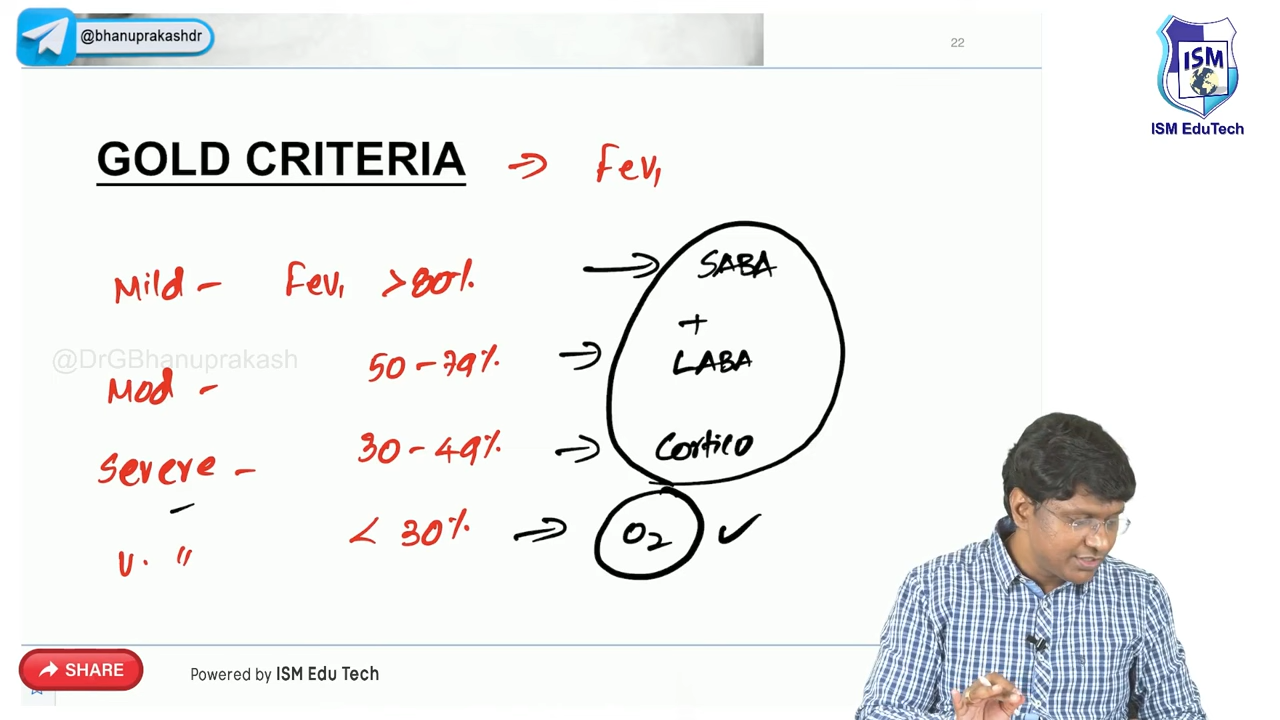 @bhanuprakashdr
22
ISM
ISM EduTech
GOLD CRITERIA → Fev₁
Mild - Fev₁ >80% → SABA
+
@DrGBhanuprakash
Mod - 50-79% → LABA
Severe - 30-49% → Cortico
V. " < 30% → O₂ ✓
SHARE
Powered by ISM Edu Tech